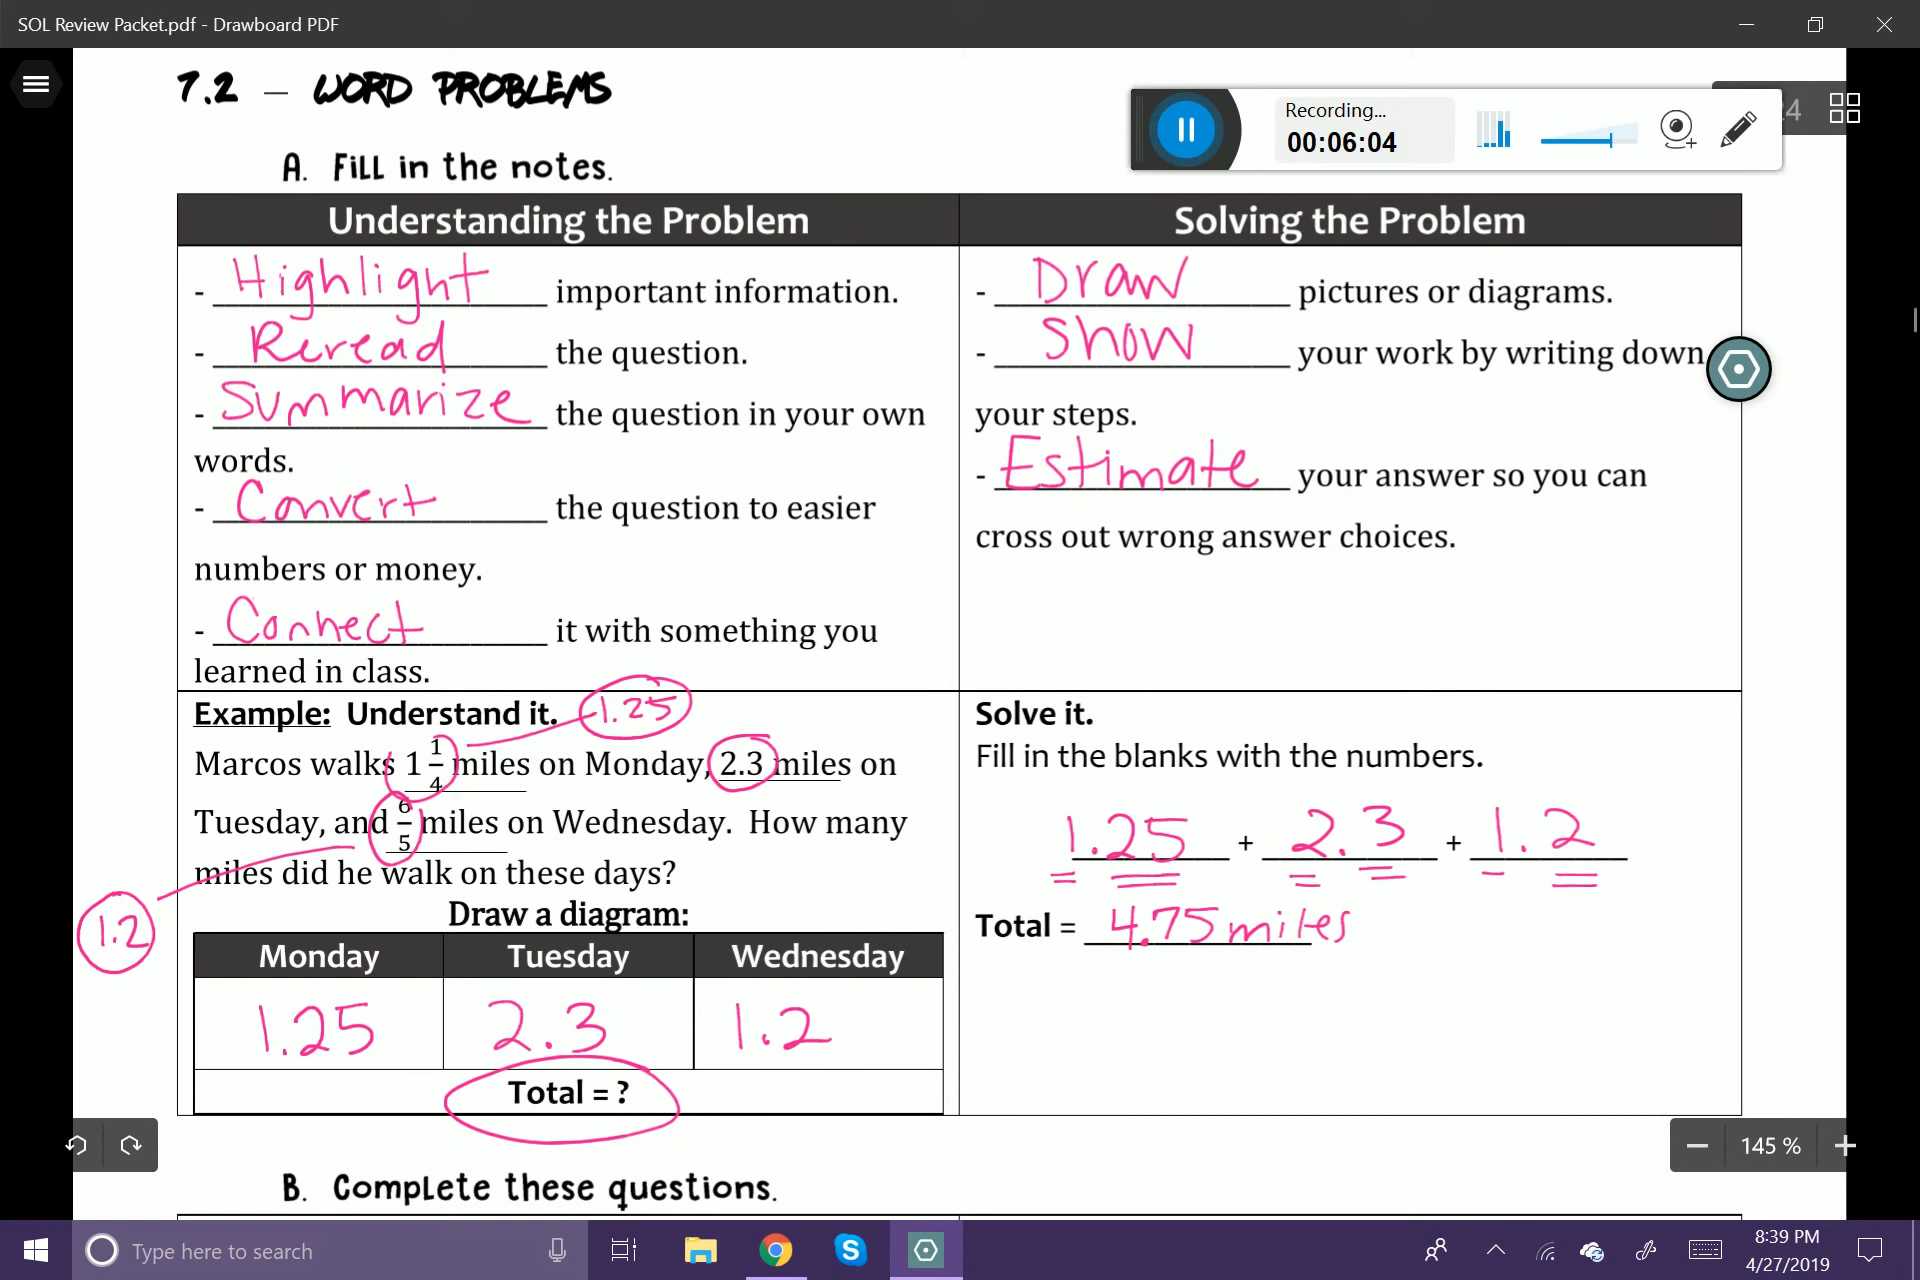 SOL Review Packet.pdf - Drawboard PDF
7.2 – WORD PROBLEMS
Recording...
00:06:04
24
A. Fill in the notes.
Understanding the Problem
Solving the Problem
- Highlight important information.
- Reread the question.
- Summarize the question in your own
words.
- Convert the question to easier
numbers or money.
- Connect it with something you
learned in class.
- Draw pictures or diagrams.
- Show your work by writing down
your steps.
- Estimate your answer so you can
cross out wrong answer choices.
Example: Understand it. 1.25
Marcos walks 1 1/4 miles on Monday, 2.3 miles on
Tuesday, and 6/5 miles on Wednesday. How many
miles did he walk on these days?
1.2
Draw a diagram:
Monday Tuesday Wednesday
1.25 2.3 1.2
Total = ?
Solve it.
Fill in the blanks with the numbers.
1.25 + 2.3 + 1.2
Total = 4.75 miles
145 %
B. Complete these questions.
Type here to search
8:39 PM
4/27/2019